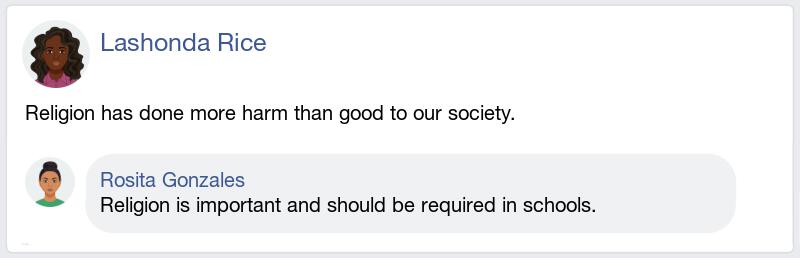 Lashonda Rice
Religion has done more harm than good to our society.
Rosita Gonzales
Religion is important and should be required in schools.